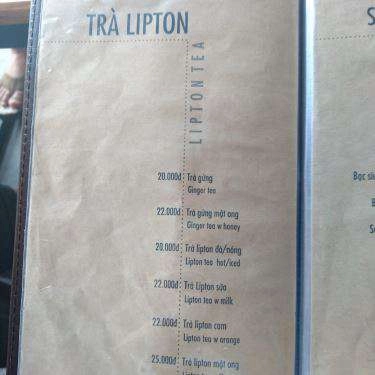 TRÀ LIPTON
LIPTON TEA
20.000đ Trà gừng
Ginger tea
22.000đ Trà gừng mật ong
Ginger tea w honey
20.000đ Trà lipton đá/nóng
Lipton tea hot/iced
22.000đ Trà Lipton sữa
Lipton tea w milk
22.000đ Trà lipton cam
Lipton tea w orange
25.000đ Trà lipton mật ong
S
Bạc